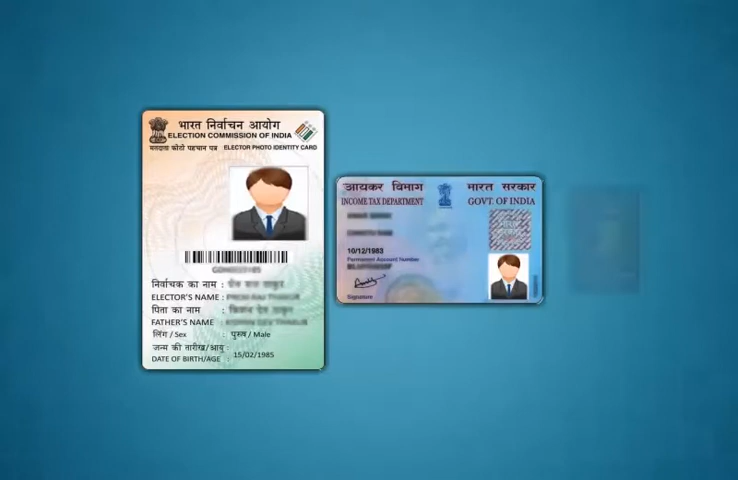 भारत निर्वाचन आयोग
ELECTION COMMISSION OF INDIA
मतदाता फोटो पहचान पत्र ELECTOR PHOTO IDENTITY CARD
निर्वाचक का नाम :
ELECTOR'S NAME :
पिता का नाम :
FATHER'S NAME :
लिंग / Sex : पुरुष / Male
जन्म की तारीख/आयु :
DATE OF BIRTH/AGE : 15/02/1985
आयकर विभाग भारत सरकार
INCOME TAX DEPARTMENT GOVT. OF INDIA
10/12/1983
Permanent Account Number
Signature